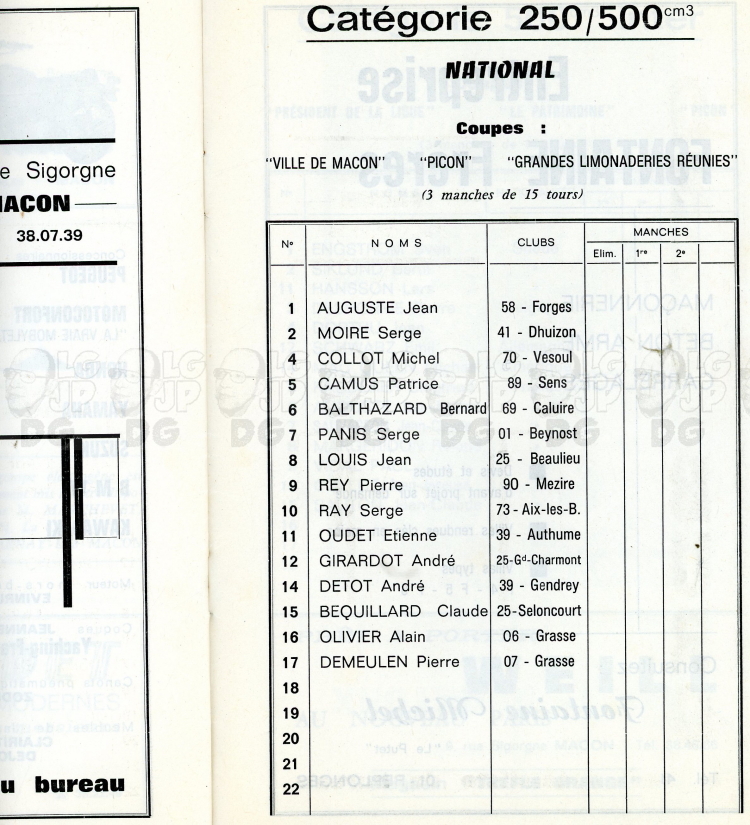 e Sigorgne
MACON
38.07.39
u bureau
Catégorie 250/500cm3
NATIONAL
Coupes :
"VILLE DE MACON" "PICON" "GRANDES LIMONADERIES RÉUNIES"
(3 manches de 15 tours)
N° NOMS CLUBS MANCHES
Elim. 1re 2e
1 AUGUSTE Jean 58 - Forges
2 MOIRE Serge 41 - Dhuizon
4 COLLOT Michel 70 - Vesoul
5 CAMUS Patrice 89 - Sens
6 BALTHAZARD Bernard 69 - Caluire
7 PANIS Serge 01 - Beynost
8 LOUIS Jean 25 - Beaulieu
9 REY Pierre 90 - Mezire
10 RAY Serge 73 - Aix-les-B.
11 OUDET Etienne 39 - Authume
12 GIRARDOT André 25-Gd-Charmont
14 DETOT André 39 - Gendrey
15 BEQUILLARD Claude 25-Seloncourt
16 OLIVIER Alain 06 - Grasse
17 DEMEULEN Pierre 07 - Grasse
18
19
20
21
22